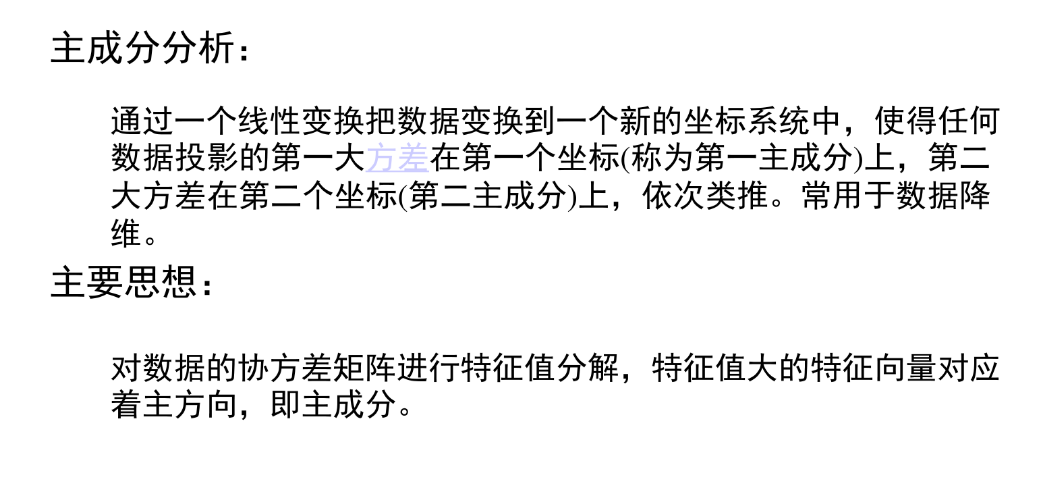 主成分分析：
通过一个线性变换把数据变换到一个新的坐标系统中，使得任何
数据投影的第一大方差在第一个坐标(称为第一主成分)上，第二
大方差在第二个坐标(第二主成分)上，依次类推。常用于数据降
维。
主要思想：
对数据的协方差矩阵进行特征值分解，特征值大的特征向量对应
着主方向，即主成分。